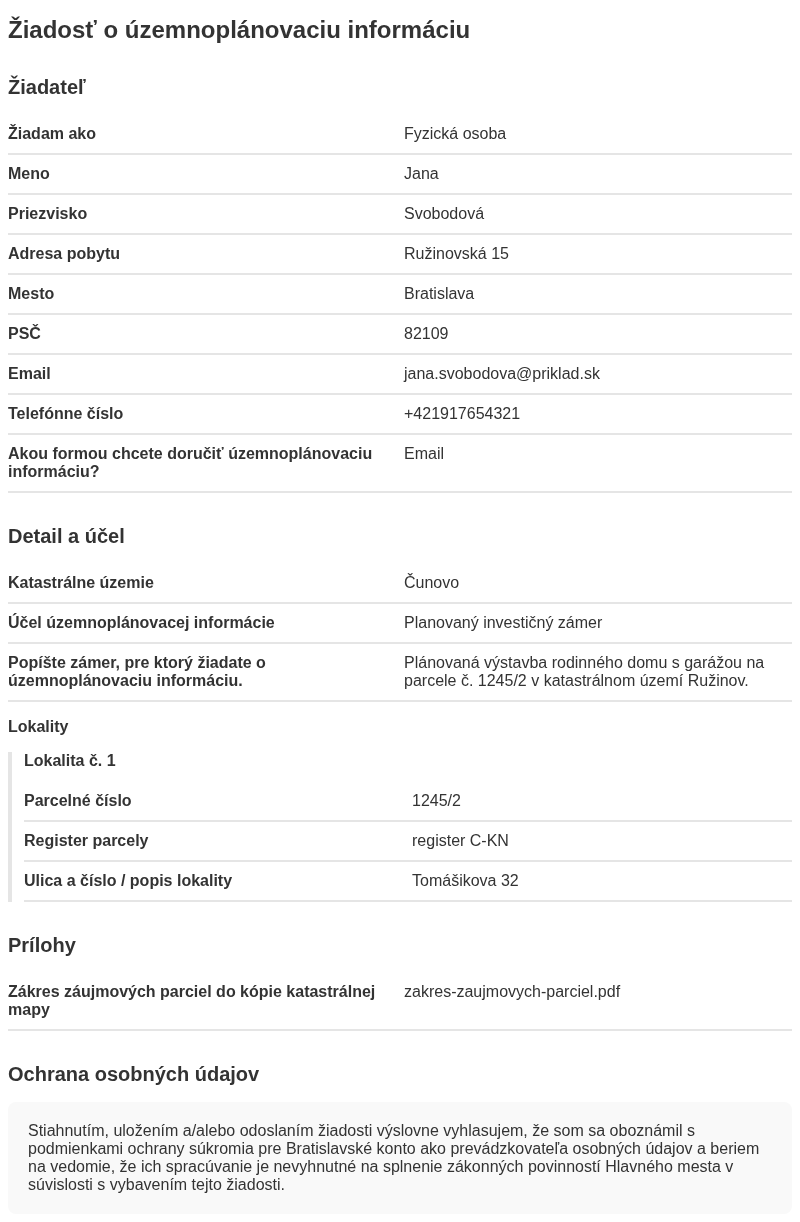 Žiadosť o územnoplánovaciu informáciu
Žiadateľ
Žiadam ako Fyzická osoba
Meno Jana
Priezvisko Svobodová
Adresa pobytu Ružinovská 15
Mesto Bratislava
PSČ 82109
Email jana.svobodova@priklad.sk
Telefónne číslo +421917654321
Akou formou chcete doručiť územnoplánovaciu Email
informáciu?
Detail a účel
Katastrálne územie Čunovo
Účel územnoplánovacej informácie Planovaný investičný zámer
Popíšte zámer, pre ktorý žiadate o Plánovaná výstavba rodinného domu s garážou na
územnoplánovaciu informáciu. parcele č. 1245/2 v katastrálnom území Ružinov.
Lokality
Lokalita č. 1
Parcelné číslo 1245/2
Register parcely register C-KN
Ulica a číslo / popis lokality Tomášikova 32
Prílohy
Zákres záujmových parciel do kópie katastrálnej zakres-zaujmovych-parciel.pdf
mapy
Ochrana osobných údajov
Stiahnutím, uložením a/alebo odoslaním žiadosti výslovne vyhlasujem, že som sa oboznámil s
podmienkami ochrany súkromia pre Bratislavské konto ako prevádzkovateľa osobných údajov a beriem
na vedomie, že ich spracúvanie je nevyhnutné na splnenie zákonných povinností Hlavného mesta v
súvislosti s vybavením tejto žiadosti.